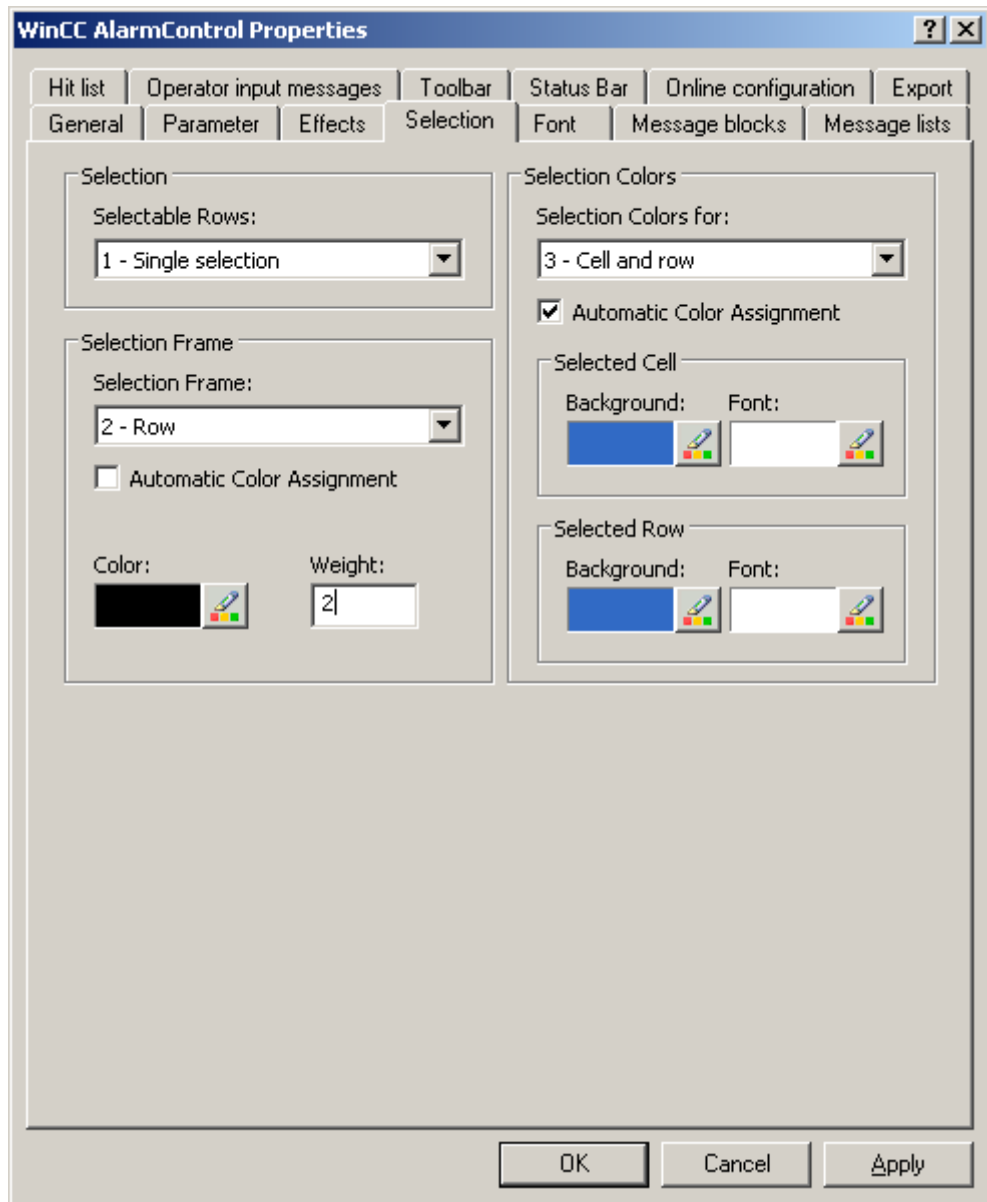 WinCC AlarmControl Properties
Hit list Operator input messages Toolbar Status Bar Online configuration Export
General Parameter Effects Selection Font Message blocks Message lists
Selection
Selectable Rows:
1 - Single selection
Selection Frame
Selection Frame:
2 - Row
Automatic Color Assignment
Color: Weight:
2
Selection Colors
Selection Colors for:
3 - Cell and row
Automatic Color Assignment
Selected Cell
Background: Font:
Selected Row
Background: Font:
OK Cancel Apply